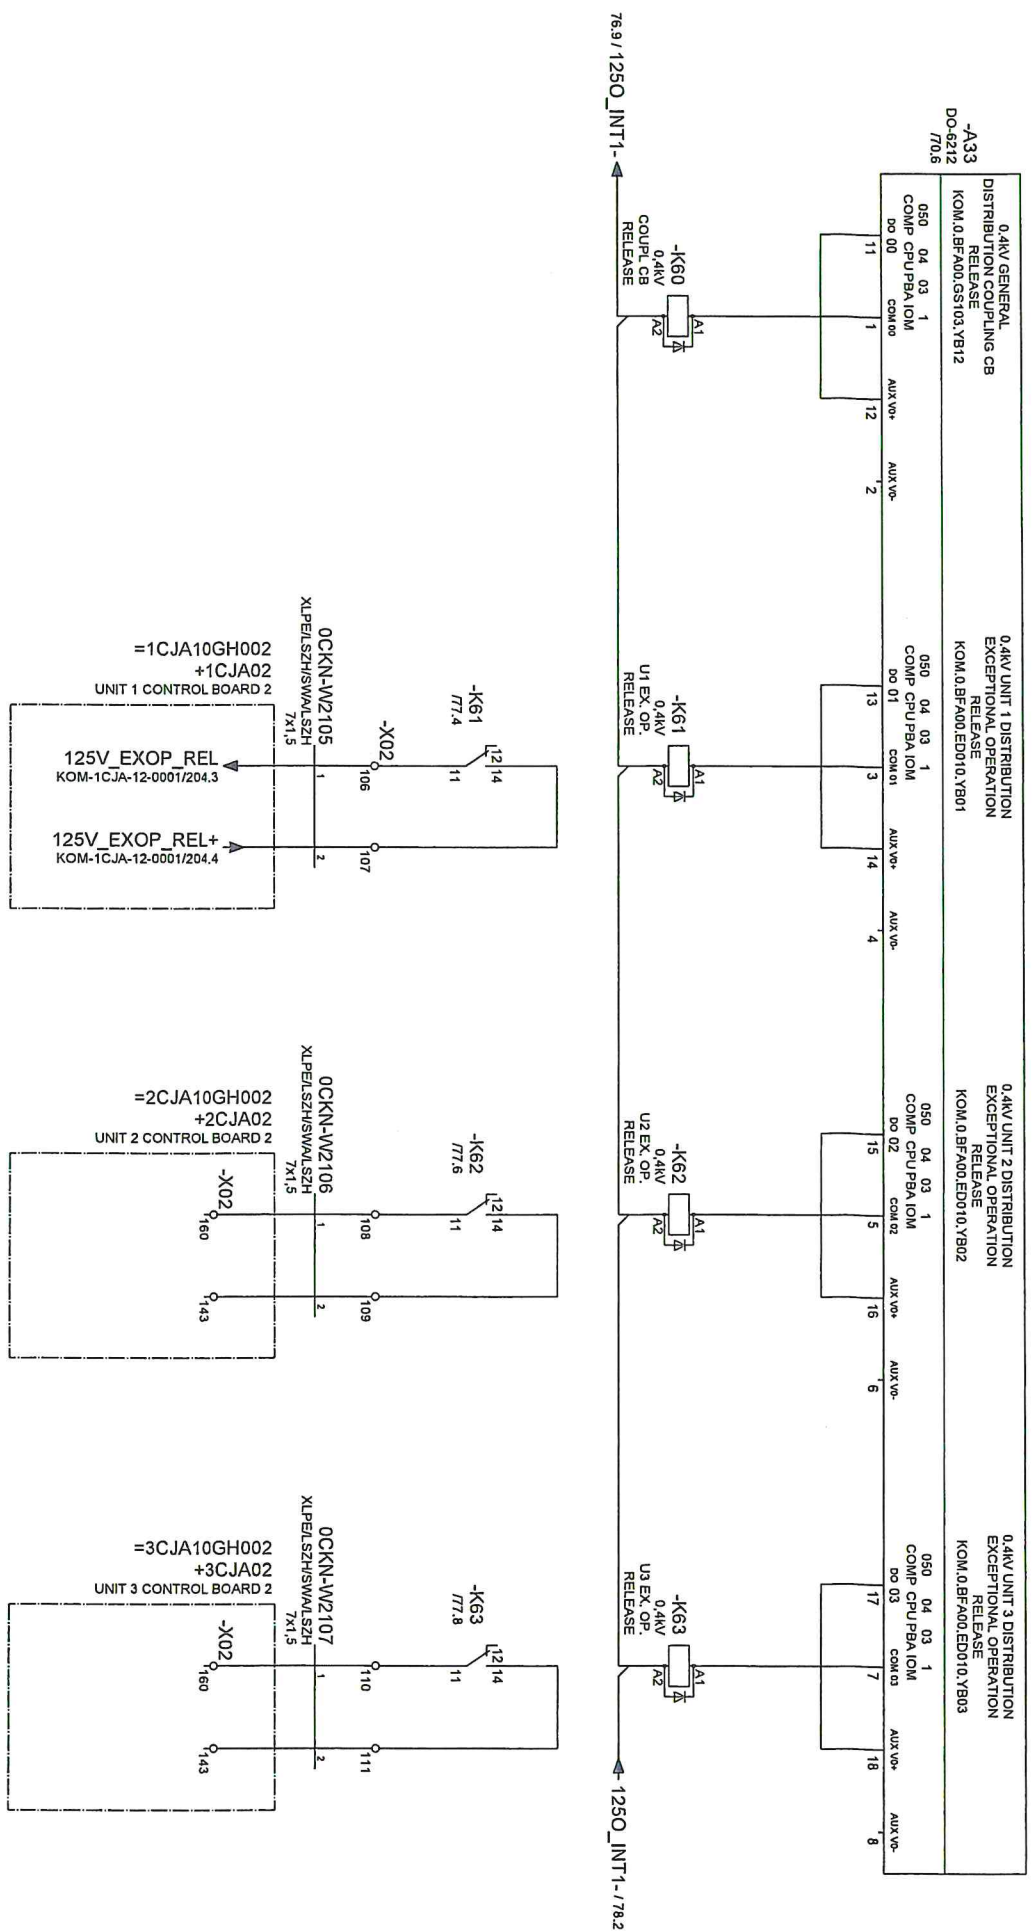 -A33
DO-6212
/70.6
0.4kV GENERAL
DISTRIBUTION COUPLING CB
RELEASE
KOM.0.BFA00.GS103.YB12
050 04 03 1
COMP CPU PBA IOM
DO 00 COM 00 AUX V0+ AUX V0-
11 1 12 2
0.4kV UNIT 1 DISTRIBUTION
EXCEPTIONAL OPERATION
RELEASE
KOM.0.BFA00.ED010.YB01
050 04 03 1
COMP CPU PBA IOM
DO 01 COM 01 AUX V0+ AUX V0-
13 3 14 4
0.4kV UNIT 2 DISTRIBUTION
EXCEPTIONAL OPERATION
RELEASE
KOM.0.BFA00.ED010.YB02
050 04 03 1
COMP CPU PBA IOM
DO 02 COM 02 AUX V0+ AUX V0-
15 5 16 6
0.4kV UNIT 3 DISTRIBUTION
EXCEPTIONAL OPERATION
RELEASE
KOM.0.BFA00.ED010.YB03
050 04 03 1
COMP CPU PBA IOM
DO 03 COM 03 AUX V0+ AUX V0-
17 7 18 8
-K60
0,4kV
COUPL CB
RELEASE
A1
A2
-K61
0,4kV
U1 EX. OP.
RELEASE
A1
A2
-K62
0,4kV
U2 EX. OP.
RELEASE
A1
A2
-K63
0,4kV
U3 EX. OP.
RELEASE
A1
A2
76.9 / 125O_INT1-
125O_INT1- / 78.2
-K61
/77.4
12 14
11
-X02
106 107
0CKN-W2105
XLPE/LSZH/SWA/LSZH
7x1,5
1 2
=1CJA10GH002
+1CJA02
UNIT 1 CONTROL BOARD 2
125V_EXOP_REL
KOM-1CJA-12-0001/204.3
125V_EXOP_REL+
KOM-1CJA-12-0001/204.4
-K62
/77.6
12 14
11
108 109
0CKN-W2106
XLPE/LSZH/SWA/LSZH
7x1,5
1 2
=2CJA10GH002
+2CJA02
UNIT 2 CONTROL BOARD 2
-X02
160 143
-K63
/77.8
12 14
11
110 111
0CKN-W2107
XLPE/LSZH/SWA/LSZH
7x1,5
1 2
=3CJA10GH002
+3CJA02
UNIT 3 CONTROL BOARD 2
-X02
160 143